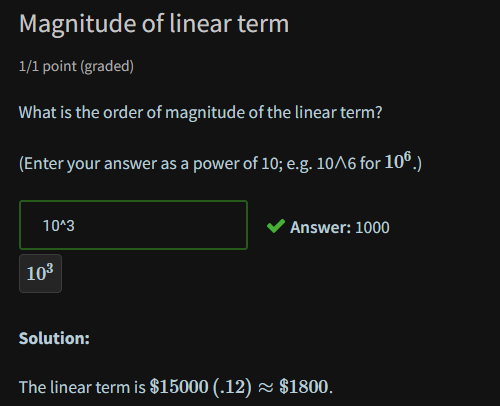 Magnitude of linear term
1/1 point (graded)
What is the order of magnitude of the linear term?
(Enter your answer as a power of 10; e.g. 10^6 for 10⁶.)
10^3
Answer: 1000
10³
Solution:
The linear term is $15000 (.12) ≈ $1800.